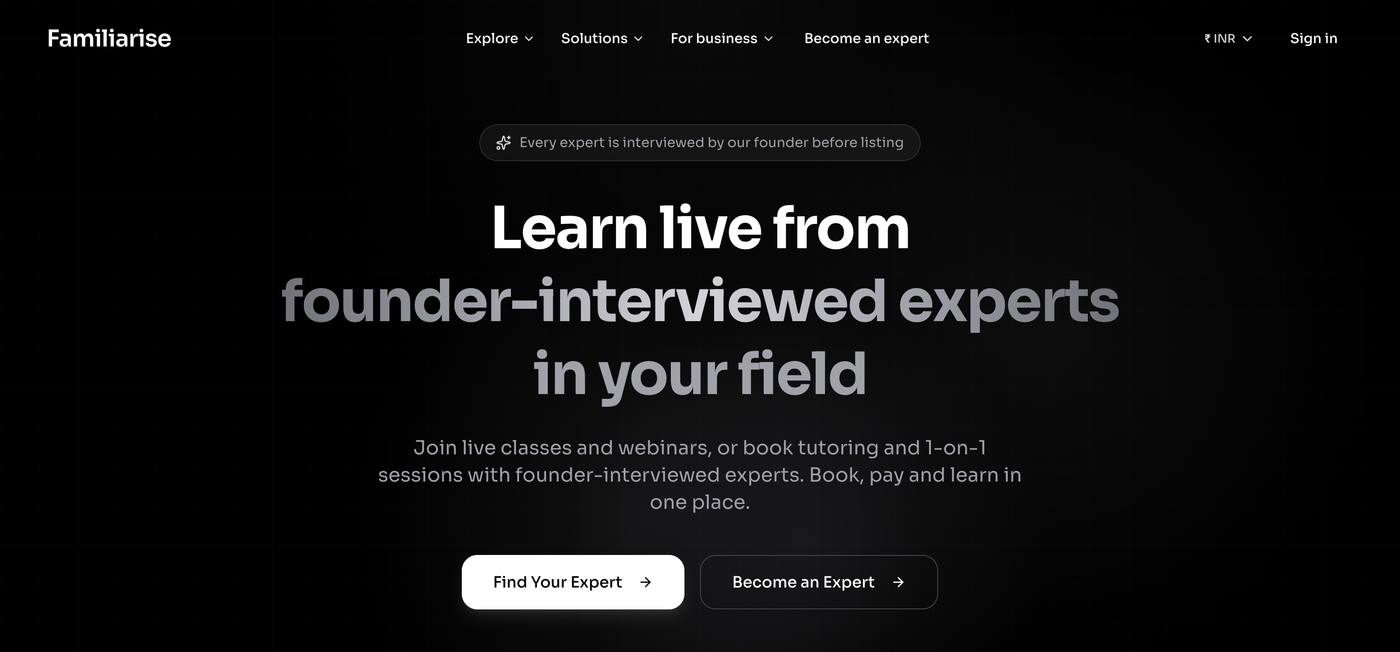 Familiarise
Explore
Solutions
For business
Become an expert
₹ INR
Sign in
Every expert is interviewed by our founder before listing
Learn live from
founder-interviewed experts
in your field
Join live classes and webinars, or book tutoring and 1-on-1
sessions with founder-interviewed experts. Book, pay and learn in
one place.
Find Your Expert →
Become an Expert →